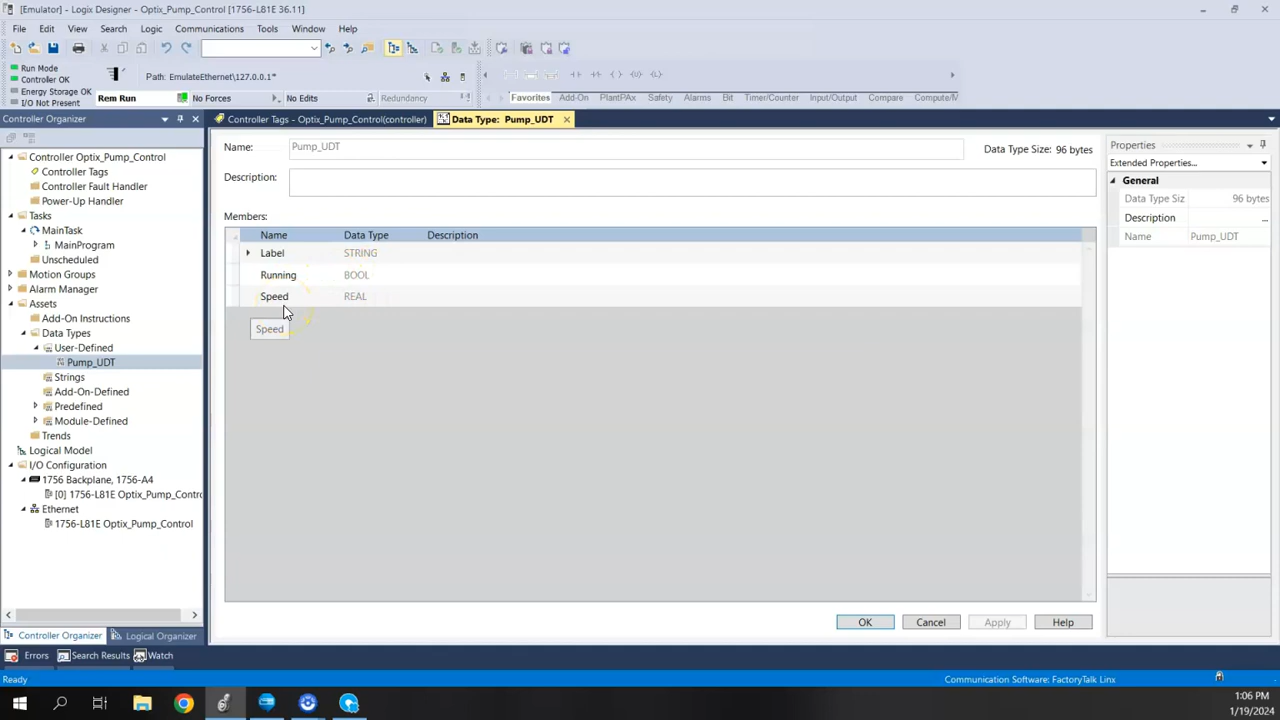 [Emulator] - Logix Designer - Optix_Pump_Control [1756-L81E 36.11]
File Edit View Search Logic Communications Tools Window Help
Run Mode
Controller OK
Energy Storage OK
I/O Not Present
Path: EmulateEthernet\127.0.0.1*
Rem Run
No Forces
No Edits
Redundancy
Favorites Add-On PlantPAx Safety Alarms Bit Timer/Counter Input/Output Compare Compute/M
Controller Organizer
Controller Optix_Pump_Control
Controller Tags
Controller Fault Handler
Power-Up Handler
Tasks
MainTask
MainProgram
Unscheduled
Motion Groups
Alarm Manager
Assets
Add-On Instructions
Data Types
User-Defined
Pump_UDT
Strings
Add-On-Defined
Predefined
Module-Defined
Trends
Logical Model
I/O Configuration
1756 Backplane, 1756-A4
[0] 1756-L81E Optix_Pump_Contro
Ethernet
1756-L81E Optix_Pump_Control
Controller Organizer Logical Organizer
Controller Tags - Optix_Pump_Control(controller)
Data Type: Pump_UDT
Name: Pump_UDT
Data Type Size: 96 bytes
Description:
Members:
Name Data Type Description
Label STRING
Running BOOL
Speed REAL
Speed
OK Cancel Apply Help
Properties
Extended Properties...
General
Data Type Siz 96 bytes
Description ...
Name Pump_UDT
Errors Search Results Watch
Ready
Communication Software: FactoryTalk Linx
1:06 PM
1/19/2024